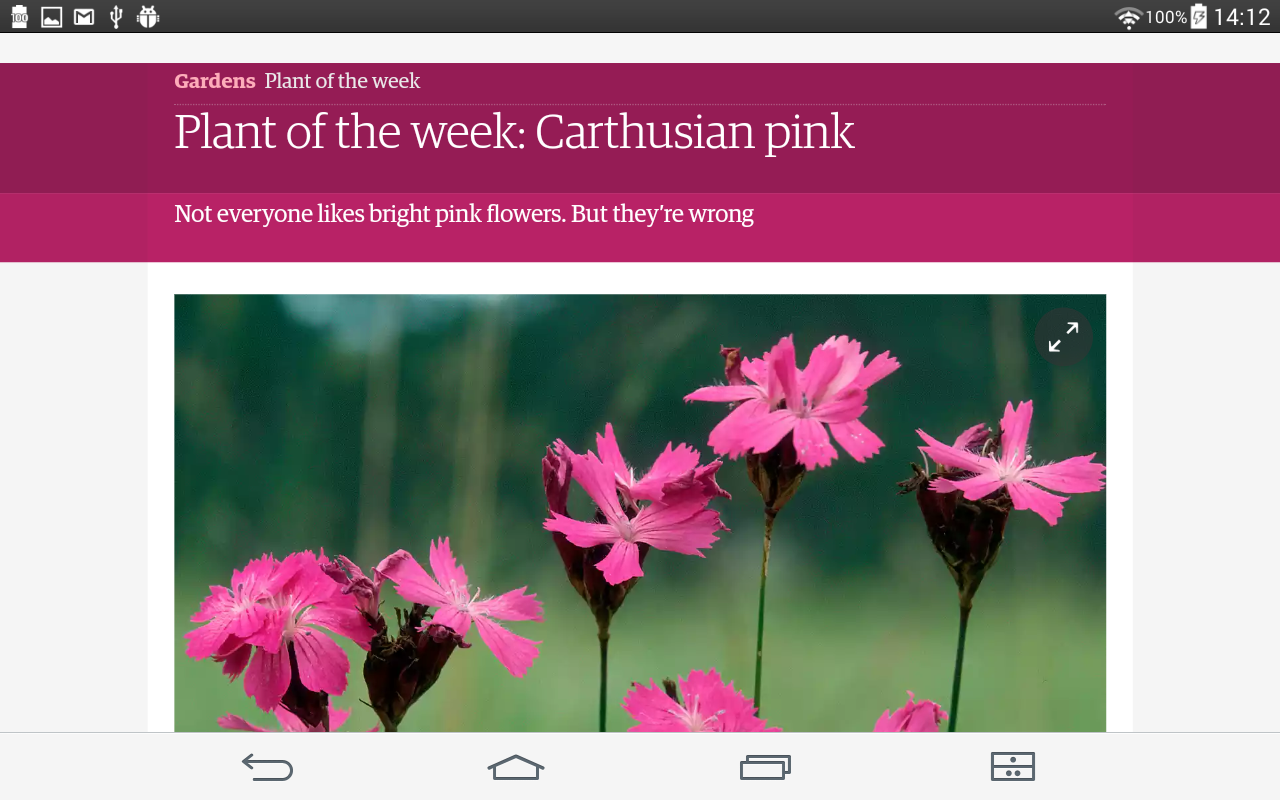 100 100% 14:12
Gardens Plant of the week
Plant of the week: Carthusian pink
Not everyone likes bright pink flowers. But they’re wrong